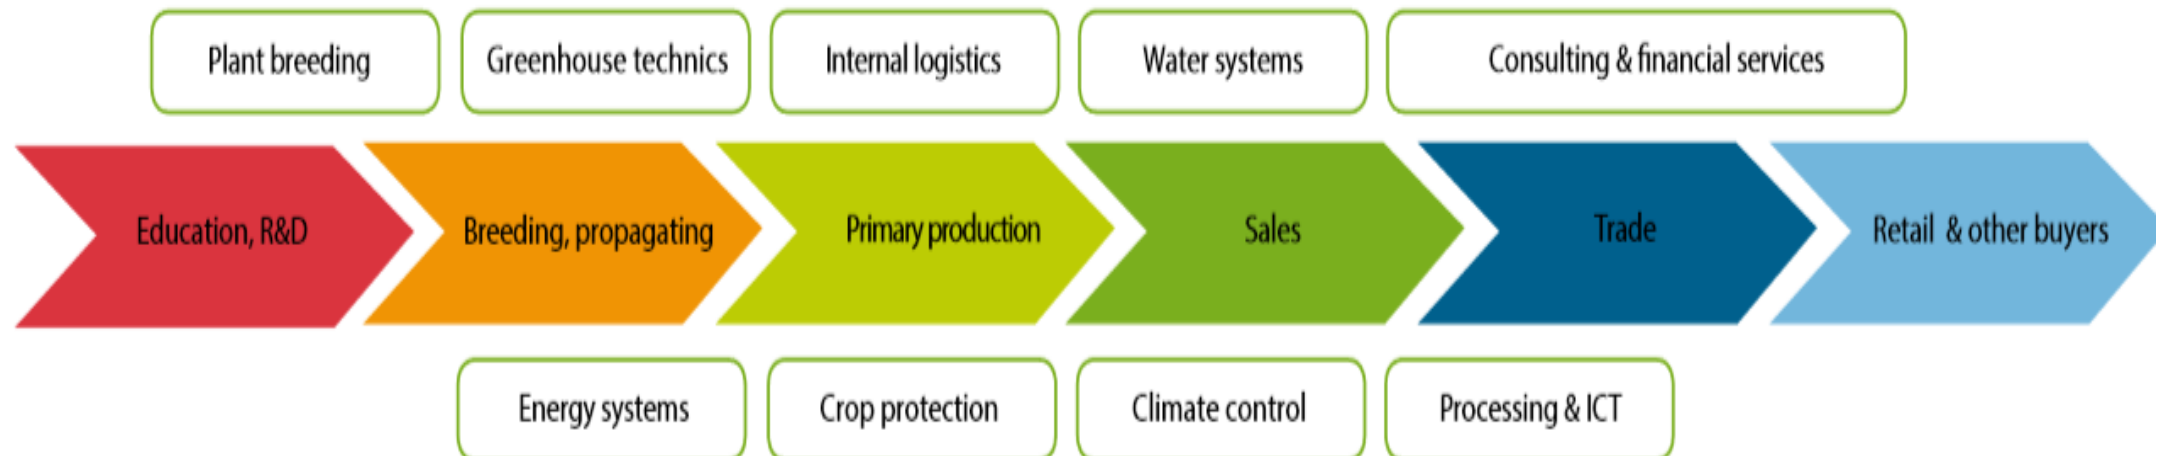 Plant breeding
Greenhouse technics
Internal logistics
Water systems
Consulting & financial services
Education, R&D
Breeding, propagating
Primary production
Sales
Trade
Retail & other buyers
Energy systems
Crop protection
Climate control
Processing & ICT